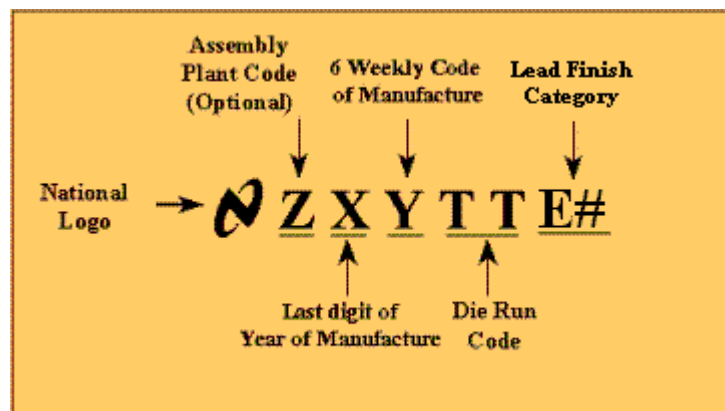 Assembly
Plant Code
(Optional)
6 Weekly Code
of Manufacture
Lead Finish
Category
National
Logo
Z X Y T T E#
Last digit of
Year of Manufacture
Die Run
Code